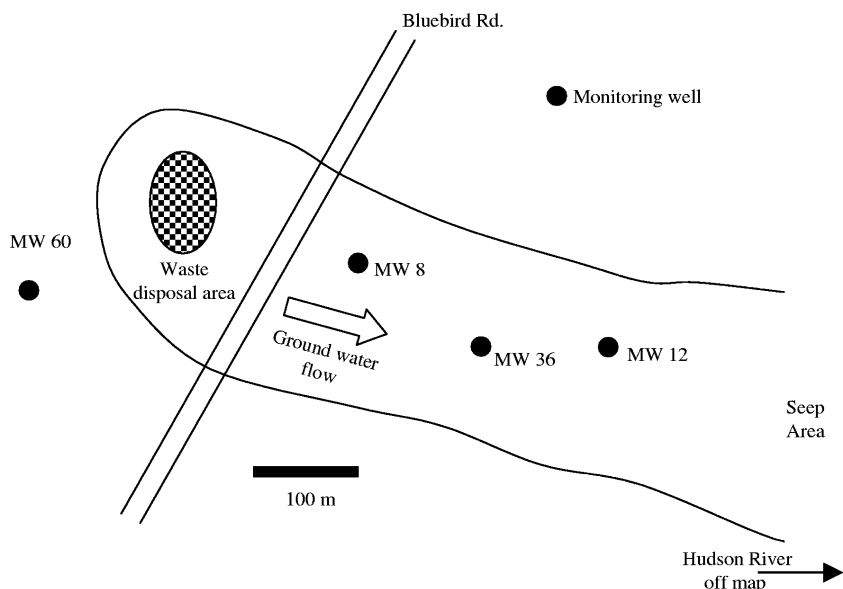 Bluebird Rd.
Monitoring well
MW 60
Waste
disposal area
MW 8
Ground water
flow
MW 36
MW 12
Seep
Area
100 m
Hudson River
off map